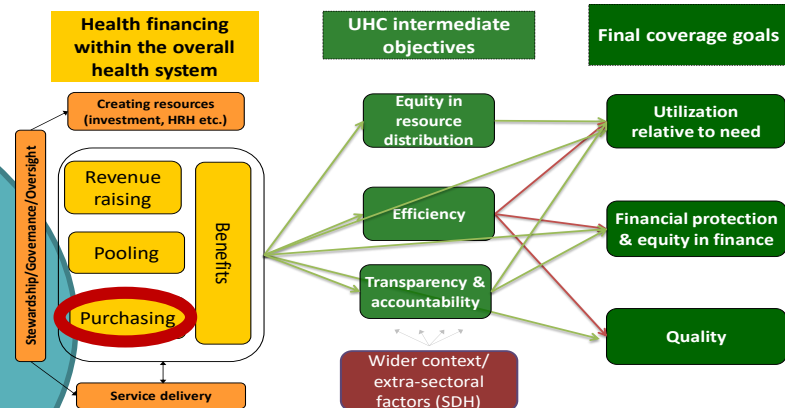 Health financing
within the overall
health system
UHC intermediate
objectives
Final coverage goals
Creating resources
(investment, HRH etc.)
Stewardship/Governance/Oversight
Revenue
raising
Pooling
Purchasing
Benefits
Service delivery
Equity in
resource
distribution
Efficiency
Transparency &
accountability
Wider context/
extra-sectoral
factors (SDH)
Utilization
relative to need
Financial protection
& equity in finance
Quality